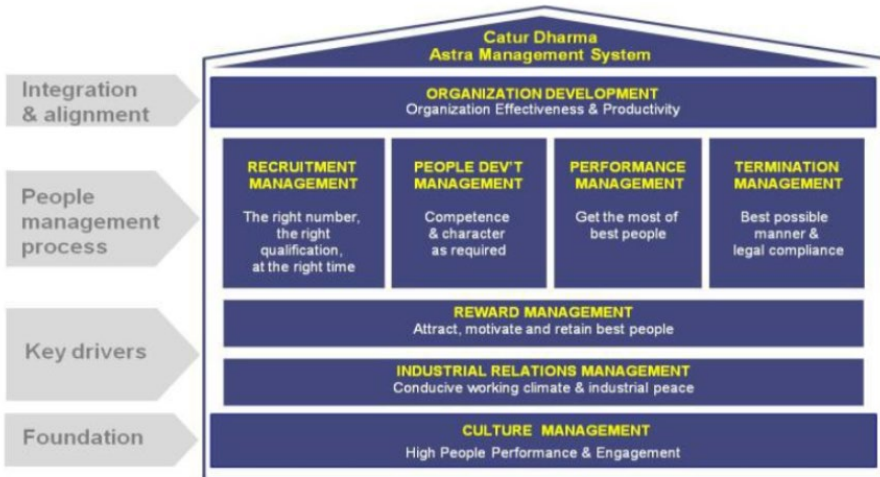 Catur Dharma
Astra Management System
Integration
& alignment
ORGANIZATION DEVELOPMENT
Organization Effectiveness & Productivity
People
management
process
RECRUITMENT
MANAGEMENT
The right number,
the right
qualification,
at the right time
PEOPLE DEV'T
MANAGEMENT
Competence
& character
as required
PERFORMANCE
MANAGEMENT
Get the most of
best people
TERMINATION
MANAGEMENT
Best possible
manner &
legal compliance
Key drivers
REWARD MANAGEMENT
Attract, motivate and retain best people
INDUSTRIAL RELATIONS MANAGEMENT
Conducive working climate & industrial peace
Foundation
CULTURE MANAGEMENT
High People Performance & Engagement